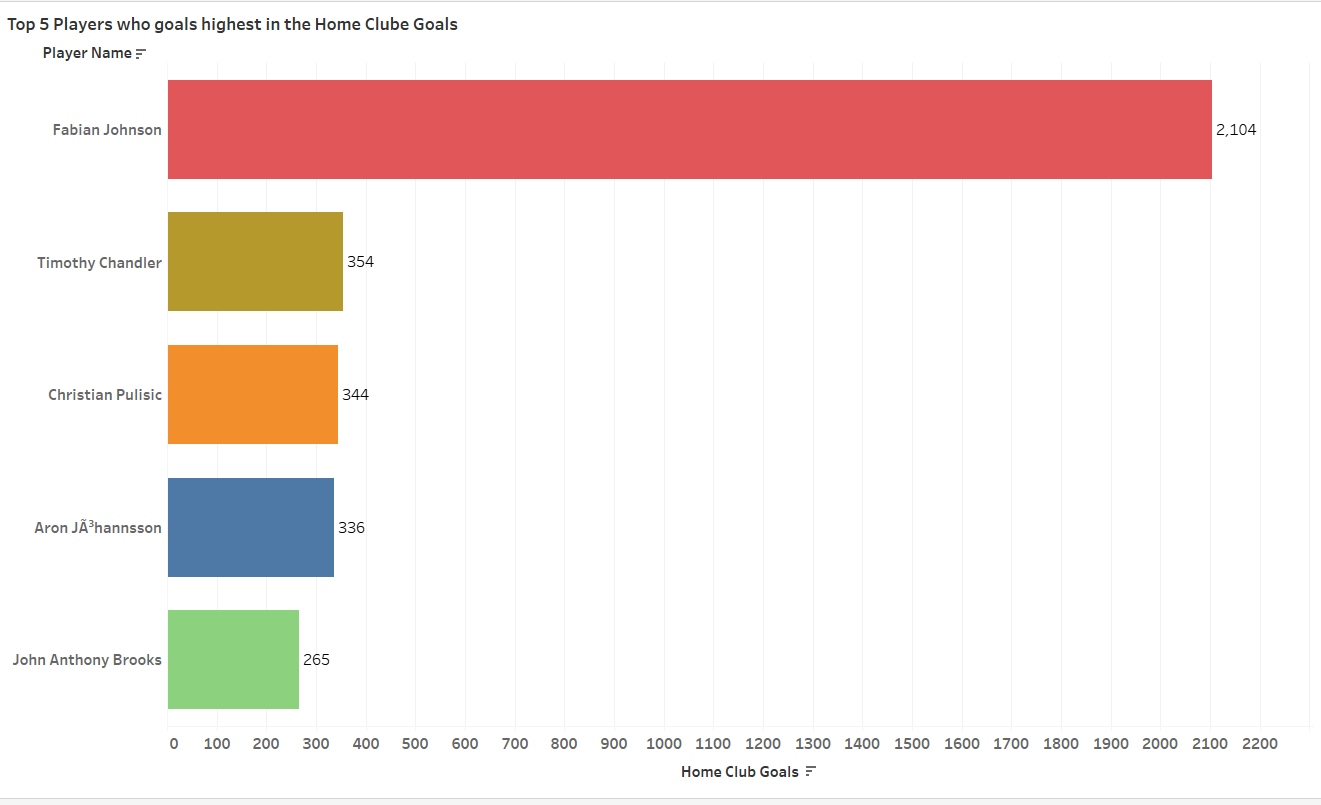 Top 5 Players who goals highest in the Home Clube Goals
Player Name
Fabian Johnson
2,104
Timothy Chandler
354
Christian Pulisic
344
Aron JÃ³hannsson
336
John Anthony Brooks
265
0 100 200 300 400 500 600 700 800 900 1000 1100 1200 1300 1400 1500 1600 1700 1800 1900 2000 2100 2200
Home Club Goals